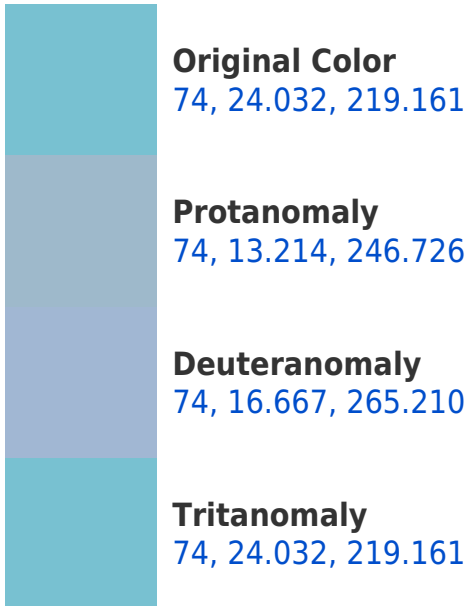 Original Color
74, 24.032, 219.161
Protanomaly
74, 13.214, 246.726
Deuteranomaly
74, 16.667, 265.210
Tritanomaly
74, 24.032, 219.161